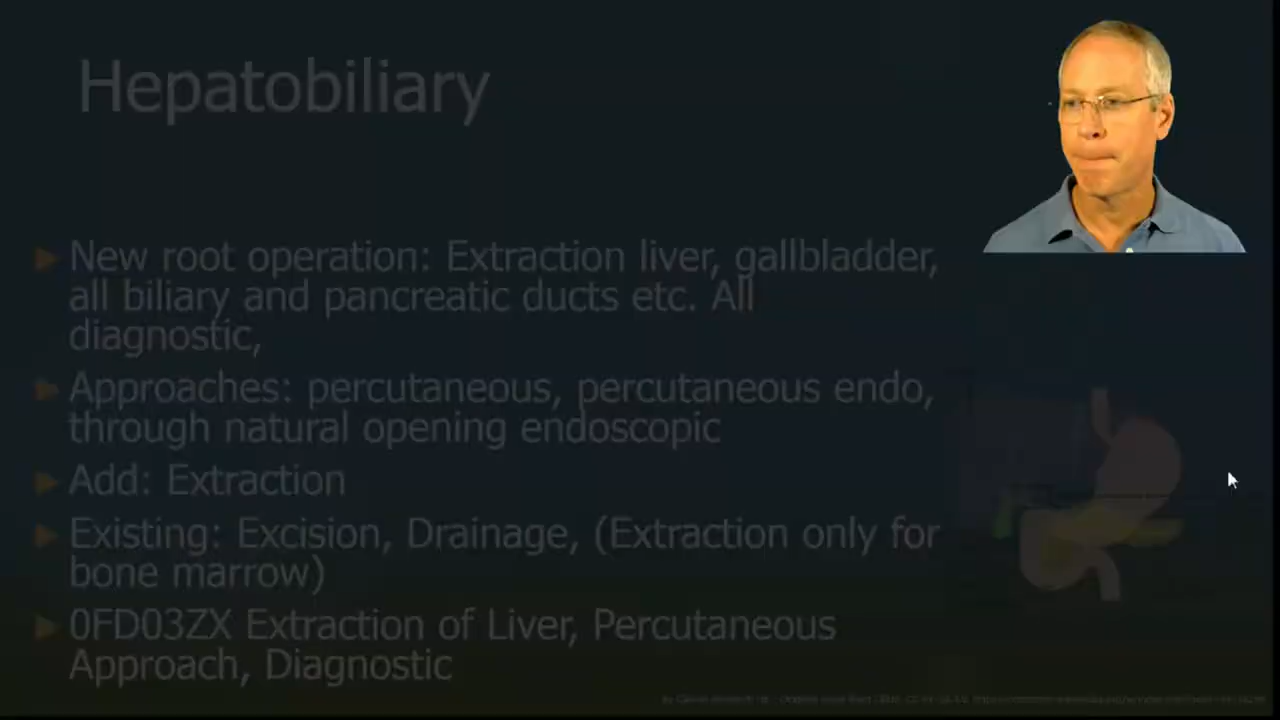 Hepatobiliary
New root operation: Extraction liver, gallbladder,
all biliary and pancreatic ducts etc. All
diagnostic,
Approaches: percutaneous, percutaneous endo,
through natural opening endoscopic
Add: Extraction
Existing: Excision, Drainage, (Extraction only for
bone marrow)
0FD03ZX Extraction of Liver, Percutaneous
Approach, Diagnostic